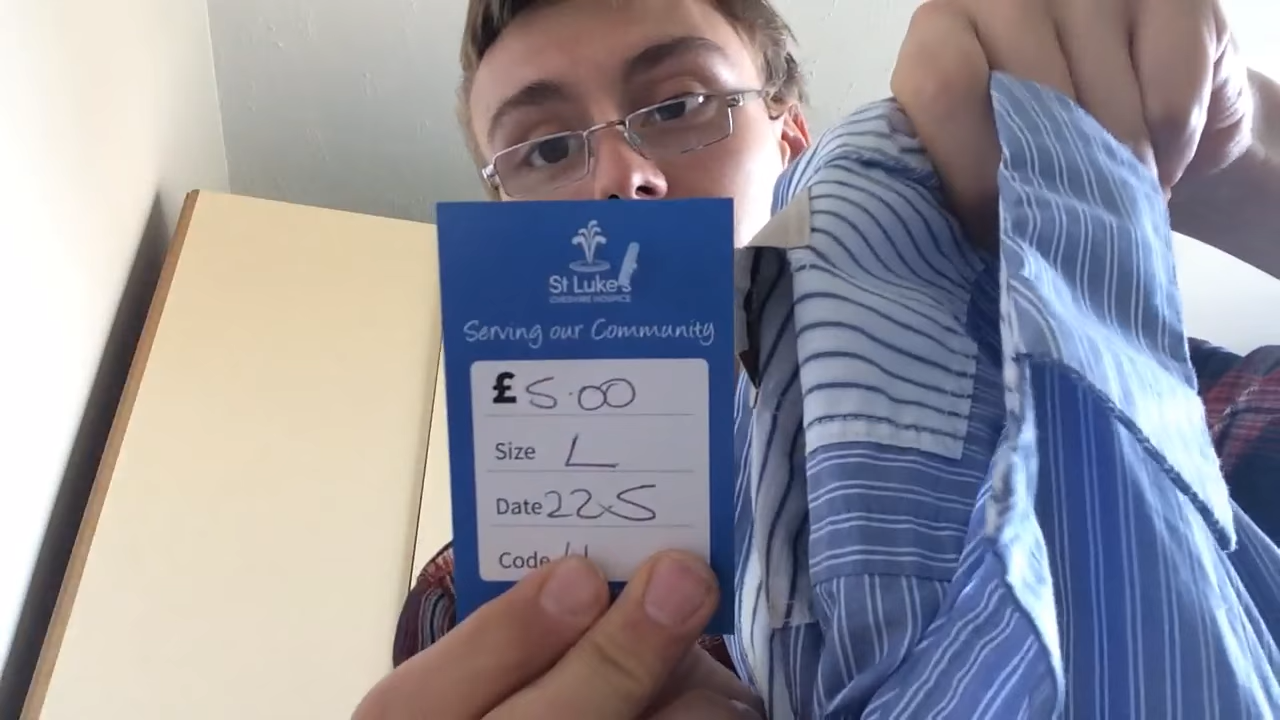 St Luke's
CHESHIRE HOSPICE
Serving our Community
£ 5.00
Size L
Date 22.5
Code